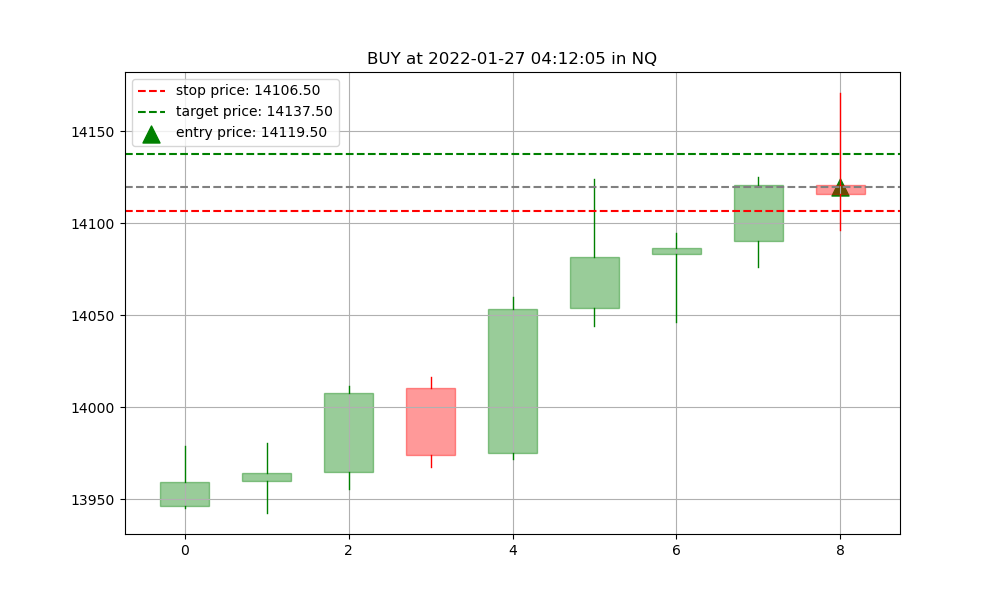 BUY at 2022-01-27 04:12:05 in NQ
stop price: 14106.50
target price: 14137.50
entry price: 14119.50
14150
14100
14050
14000
13950
0 2 4 6 8